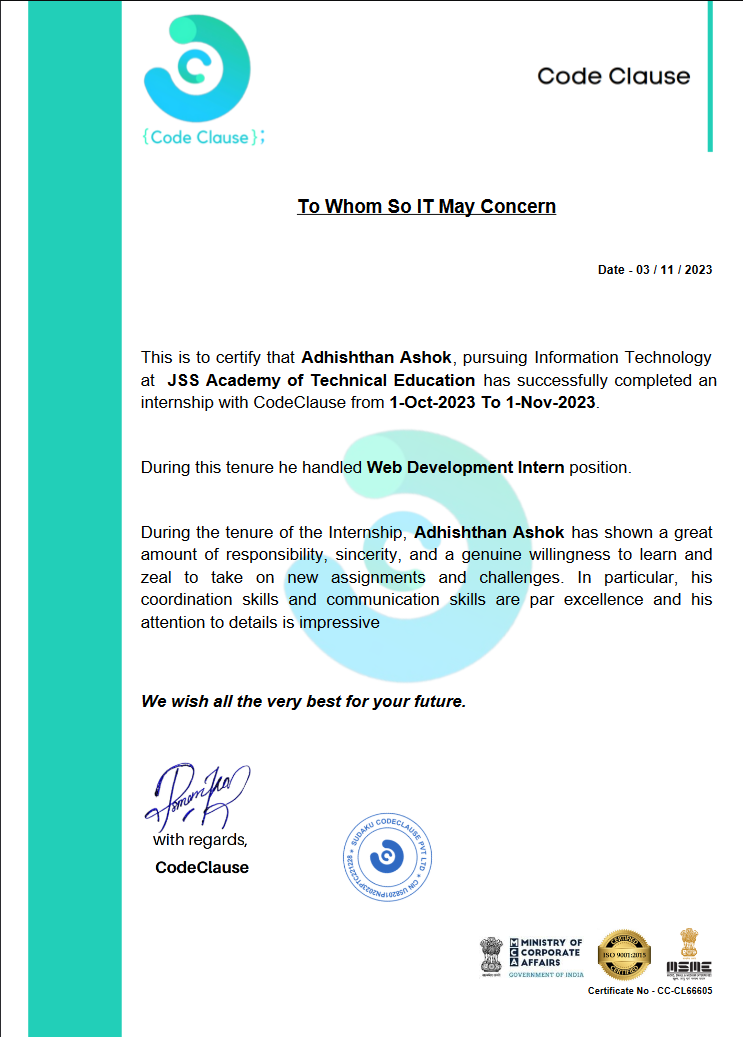 {Code Clause};
Code Clause
To Whom So IT May Concern
Date - 03 / 11 / 2023
This is to certify that Adhishthan Ashok, pursuing Information Technology
at JSS Academy of Technical Education has successfully completed an
internship with CodeClause from 1-Oct-2023 To 1-Nov-2023.
During this tenure he handled Web Development Intern position.
During the tenure of the Internship, Adhishthan Ashok has shown a great
amount of responsibility, sincerity, and a genuine willingness to learn and
zeal to take on new assignments and challenges. In particular, his
coordination skills and communication skills are par excellence and his
attention to details is impressive
We wish all the very best for your future.
with regards,
CodeClause
SUDAKU CODECLAUSE PVT LTD
CIN
MCA
MINISTRY OF
CORPORATE
AFFAIRS
GOVERNMENT OF INDIA
CERTIFIED
ISO 9001:2015
CERTIFIED
MSME
Certificate No - CC-CL66605